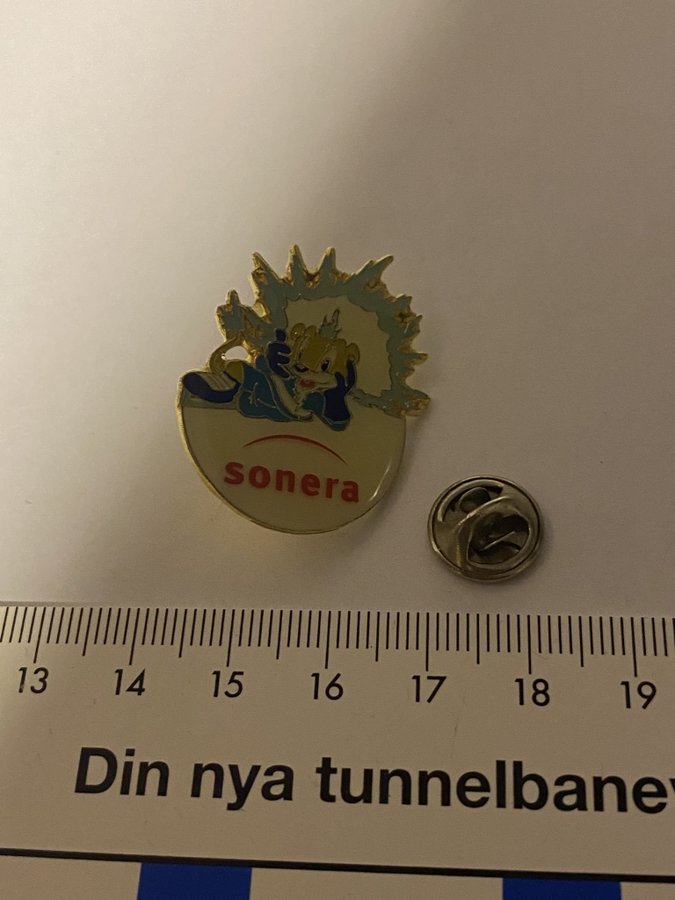 sonera
13 14 15 16 17 18 19
Din nya tunnelbane